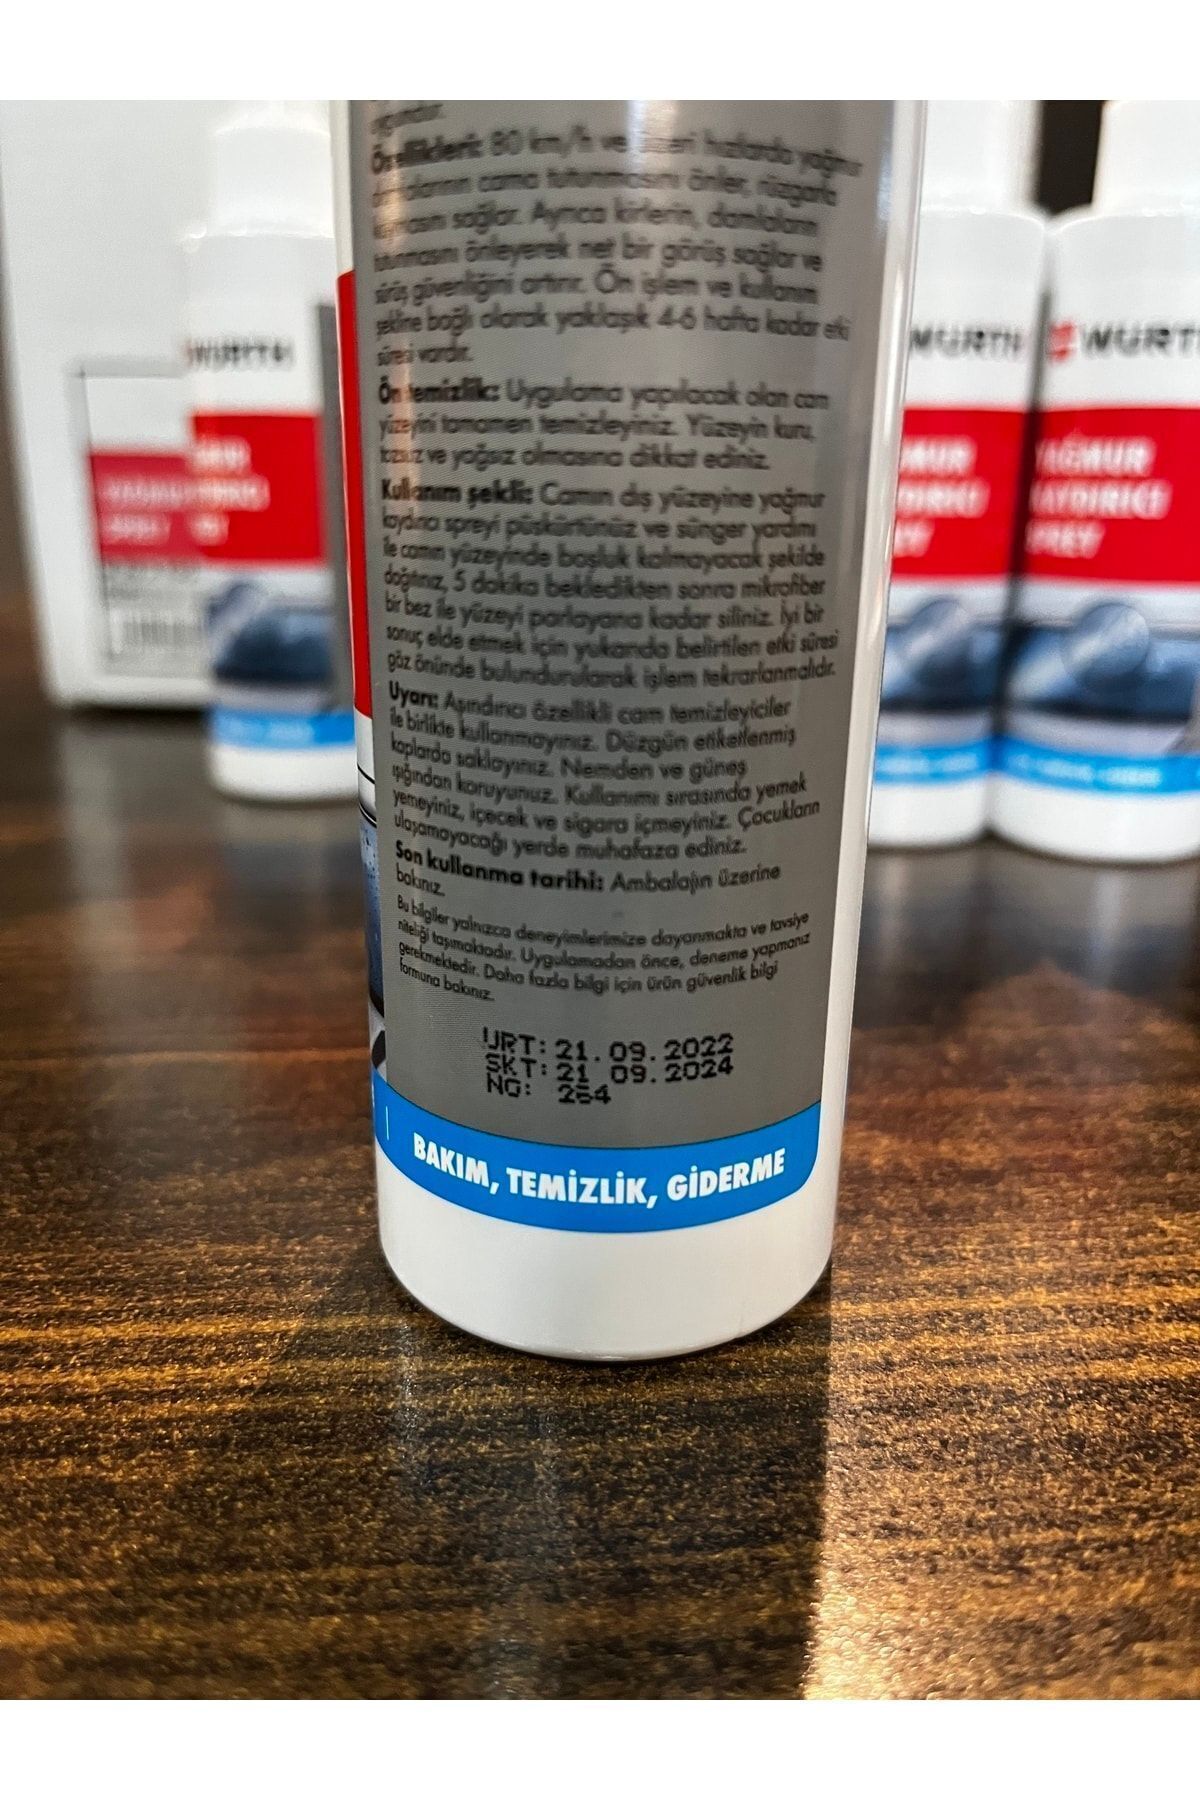 uygundur.
Özellikleri: 80 km/h ve üzeri hızlarda yağmur
damlalarının cama tutunmasını önler, rüzgarla
kaymasını sağlar. Ayrıca kirlerin, damlaların
tutunmasını önleyerek net bir görüş sağlar ve
sürüş güvenliğini artırır. Ön işlem ve kullanım
şekline bağlı olarak yaklaşık 4-6 hafta kadar etki
süresi vardır.
Ön temizlik: Uygulama yapılacak olan cam
yüzeyini tamamen temizleyiniz. Yüzeyin kuru,
tozsuz ve yağsız olmasına dikkat ediniz.
Kullanım şekli: Camın dış yüzeyine yağmur
kaydırıcı spreyi püskürtünüz ve sünger yardımı
ile camın yüzeyinde boşluk kalmayacak şekilde
dağıtınız, 5 dakika bekledikten sonra mikrofiber
bir bez ile yüzeyi parlayana kadar siliniz. İyi bir
sonuç elde etmek için yukarıda belirtilen etki süresi
göz önünde bulundurularak işlem tekrarlanmalıdır.
Uyarı: Aşındırıcı özellikli cam temizleyiciler
ile birlikte kullanmayınız. Düzgün etiketlenmiş
kaplarda saklayınız. Nemden ve güneş
ışığından koruyunuz. Kullanımı sırasında yemek
yemeyiniz, içecek ve sigara içmeyiniz. Çocukların
ulaşamayacağı yerde muhafaza ediniz.
Son kullanma tarihi: Ambalajın üzerine
bakınız.
Bu bilgiler yalnızca deneyimlerimize dayanmakta ve tavsiye
niteliği taşımaktadır. Uygulamadan önce, deneme yapmanız
gerekmektedir. Daha fazla bilgi için ürün güvenlik bilgi
formuna bakınız.
URT: 21.09.2022
SKT: 21 09.2024
NG: 264
BAKIM, TEMİZLİK, GİDERME
WÜRTH
WÜRTH
WÜRTH
YAĞMUR
KAYDIRICI
SPREY